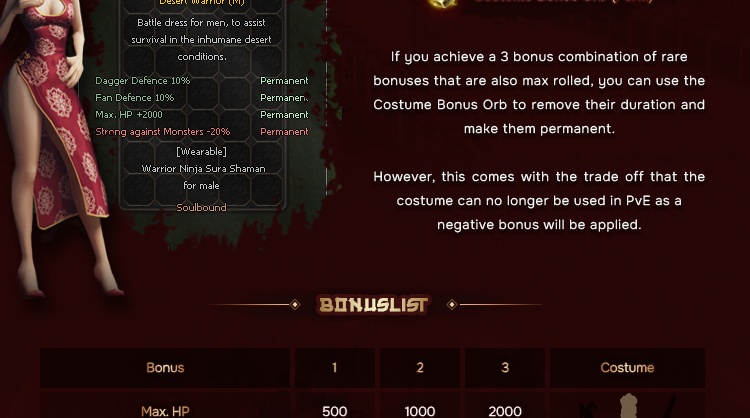 Desert Warrior (M)
Battle dress for men, to assist
survival in the inhumane desert
conditions.
Dagger Defence 10% Permanent
Fan Defence 10% Permanen.
Max. HP +2000 Permanent
Strong against Monsters -20% Permanent
[Wearable]
Warrior Ninja Sura Shaman
for male
Soulbound
If you achieve a 3 bonus combination of rare
bonuses that are also max rolled, you can use the
Costume Bonus Orb to remove their duration and
make them permanent.
However, this comes with the trade off that the
costume can no longer be used in PvE as a
negative bonus will be applied.
BONUSLIST
Bonus 1 2 3 Costume
Max. HP 500 1000 2000